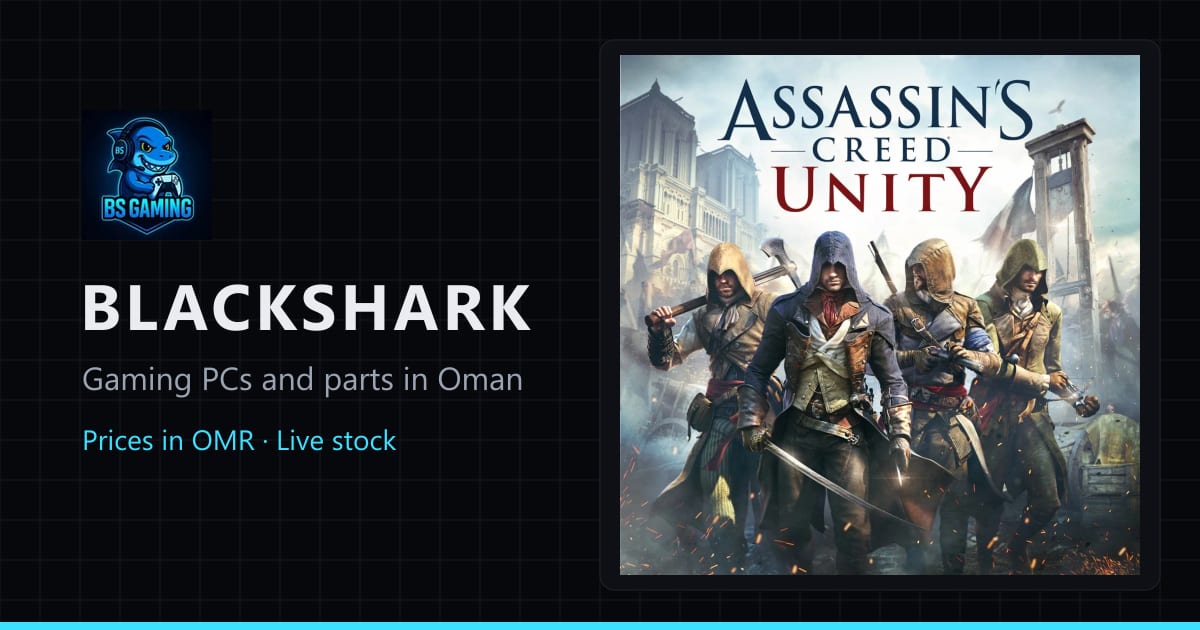 BS
BS GAMING
BLACKSHARK
Gaming PCs and parts in Oman
Prices in OMR · Live stock
ASSASSIN'S
CREED
UNITY